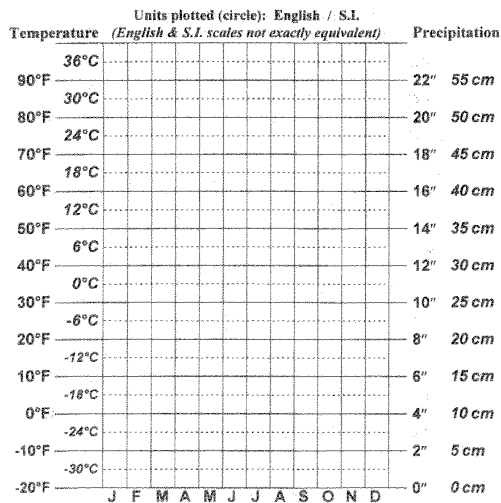 Units plotted (circle): English / S.I.
Temperature (English & S.I. scales not exactly equivalent) Precipitation
36°C
90°F 22" 55 cm
30°C
80°F 20" 50 cm
24°C
70°F 18" 45 cm
18°C
60°F 16" 40 cm
12°C
50°F 14" 35 cm
6°C
40°F 12" 30 cm
0°C
30°F 10" 25 cm
-6°C
20°F 8" 20 cm
-12°C
10°F 6" 15 cm
-18°C
0°F 4" 10 cm
-24°C
-10°F 2" 5 cm
-30°C
-20°F 0" 0 cm
J F M A M J J A S O N D